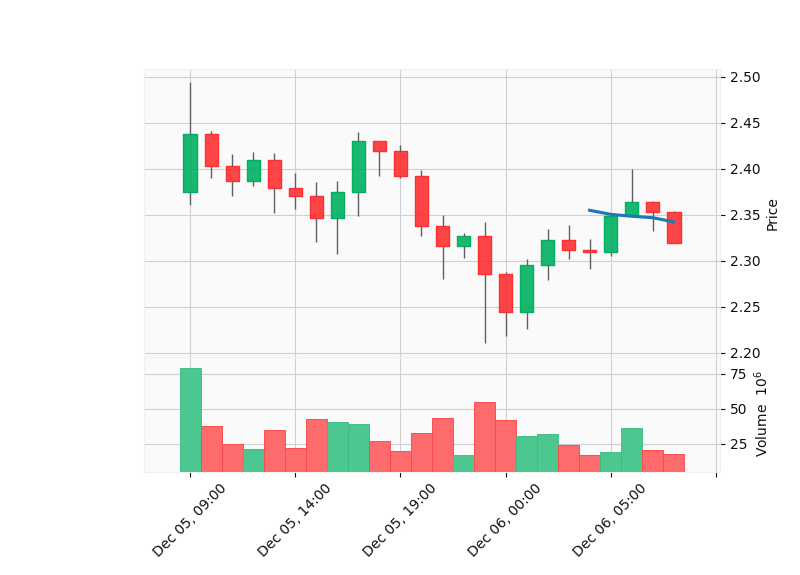 2.50
2.45
2.40
2.35
2.30
2.25
2.20
Price
75
50
25
Volume 10^6
Dec 05, 09:00
Dec 05, 14:00
Dec 05, 19:00
Dec 06, 00:00
Dec 06, 05:00